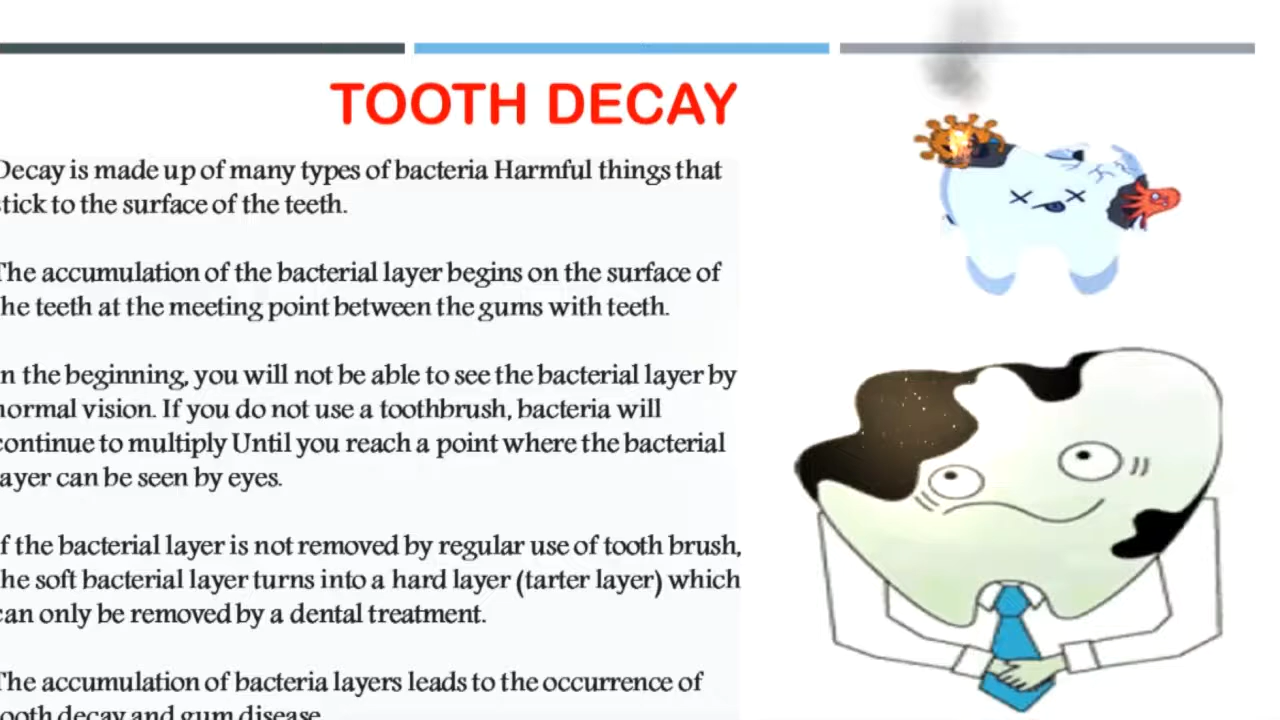 TOOTH DECAY
Decay is made up of many types of bacteria Harmful things that
stick to the surface of the teeth.
The accumulation of the bacterial layer begins on the surface of
the teeth at the meeting point between the gums with teeth.
In the beginning, you will not be able to see the bacterial layer by
normal vision. If you do not use a toothbrush, bacteria will
continue to multiply Until you reach a point where the bacterial
layer can be seen by eyes.
If the bacterial layer is not removed by regular use of tooth brush,
the soft bacterial layer turns into a hard layer (tarter layer) which
can only be removed by a dental treatment.
The accumulation of bacteria layers leads to the occurrence of
tooth decay and gum disease